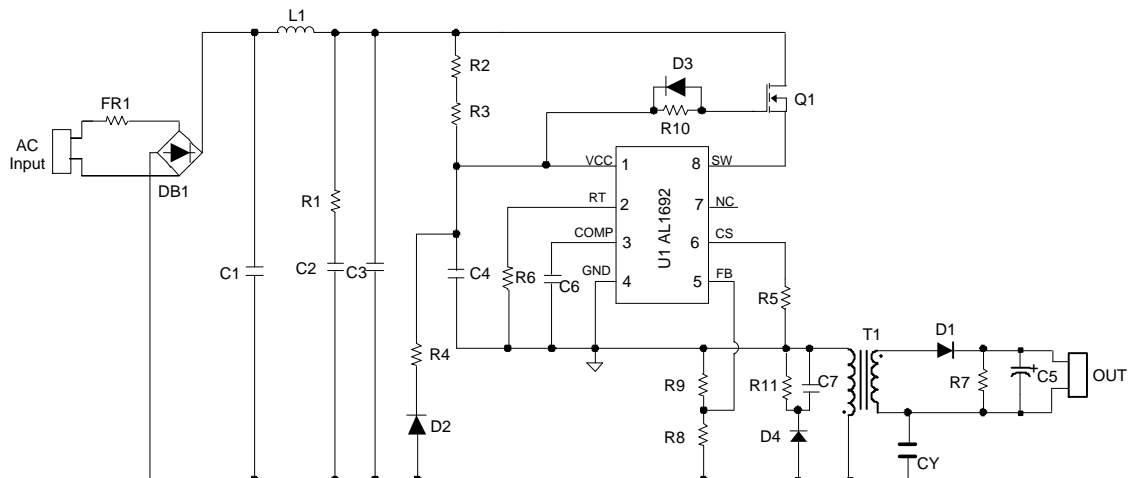 L1
R2
D3
FR1
R3
Q1
R10
AC
Input
DB1
VCC 1 8 SW
R1
RT 2 7 NC
U1 AL1692
COMP 3 6 CS
C1
C2
C3
C4
GND 4 5 FB
R6
C6
R5
R4
T1
D1
R9
R11
C7
R7
+
C5
OUT
D2
R8
D4
CY